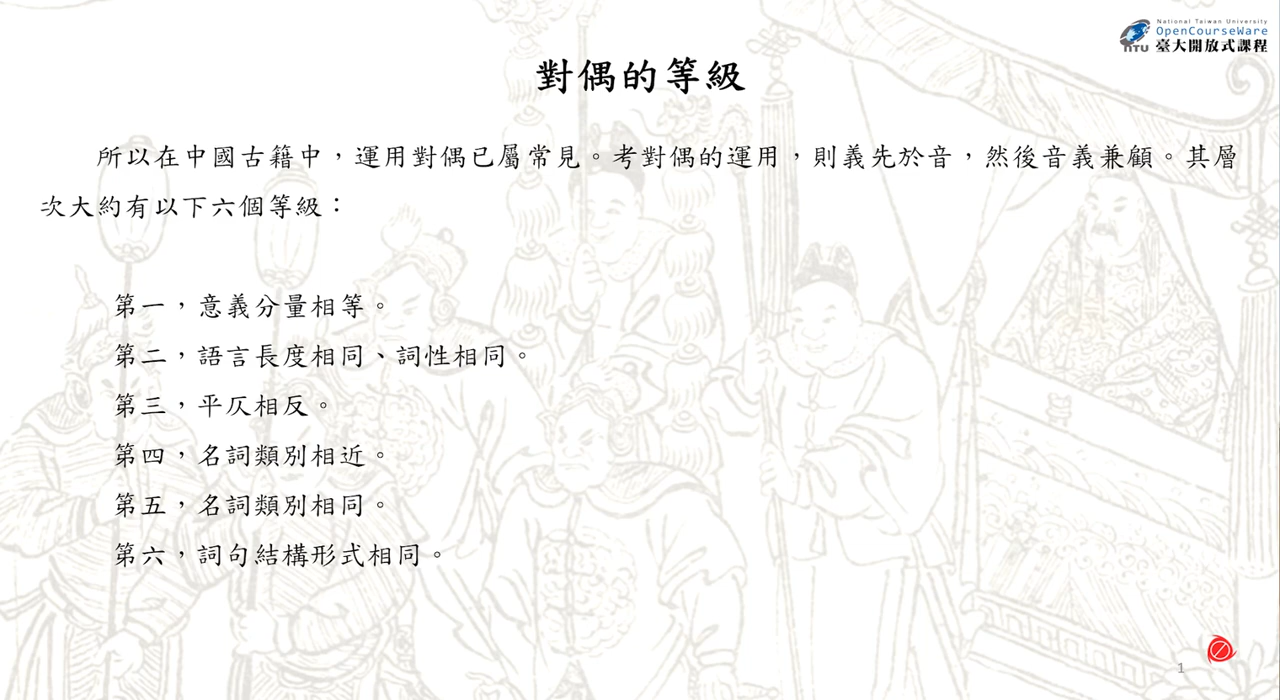 National Taiwan University
OpenCourseWare
NTU 臺大開放式課程
對偶的等級
所以在中國古籍中，運用對偶已屬常見。考對偶的運用，則義先於音，然後音義兼顧。其層
次大約有以下六個等級：
第一，意義分量相等。
第二，語言長度相同、詞性相同。
第三，平仄相反。
第四，名詞類別相近。
第五，名詞類別相同。
第六，詞句結構形式相同。
1